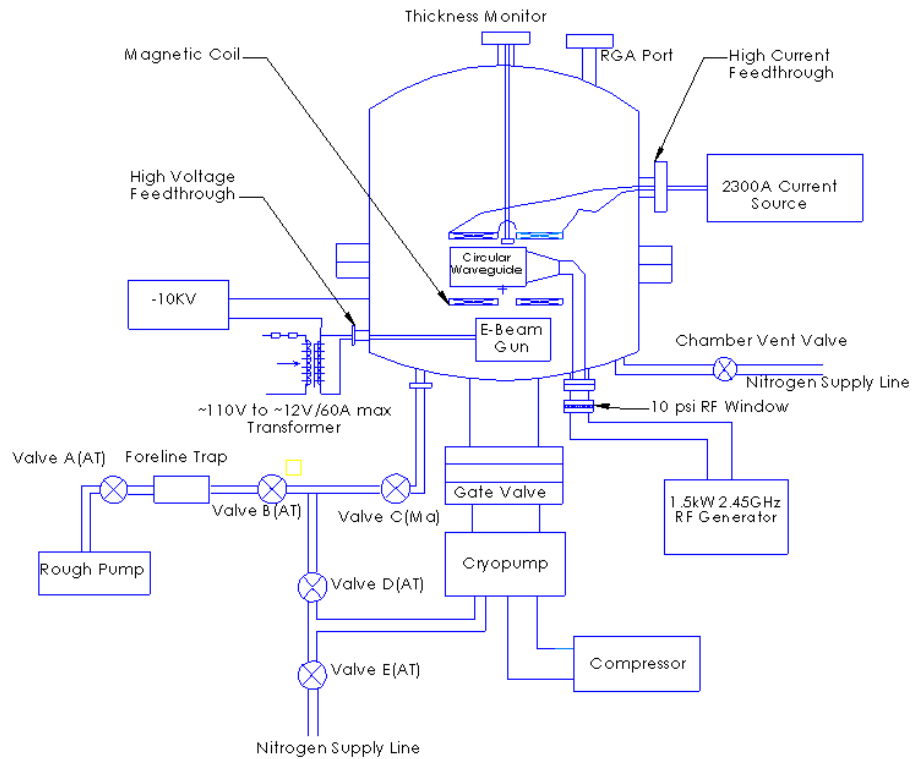 Thickness Monitor
Magnetic Coil
RGA Port
High Current
Feedthrough
High Voltage
Feedthrough
2300A Current
Source
Circular
Waveguide
-10KV
E-Beam
Gun
Chamber Vent Valve
Nitrogen Supply Line
~110V to ~12V/60A max
Transformer
10 psi RF Window
Valve A(AT)
Foreline Trap
Valve B(AT)
Valve C(Ma)
Gate Valve
1.5kW 2.45GHz
RF Generator
Rough Pump
Cryopump
Valve D(AT)
Valve E(AT)
Compressor
Nitrogen Supply Line